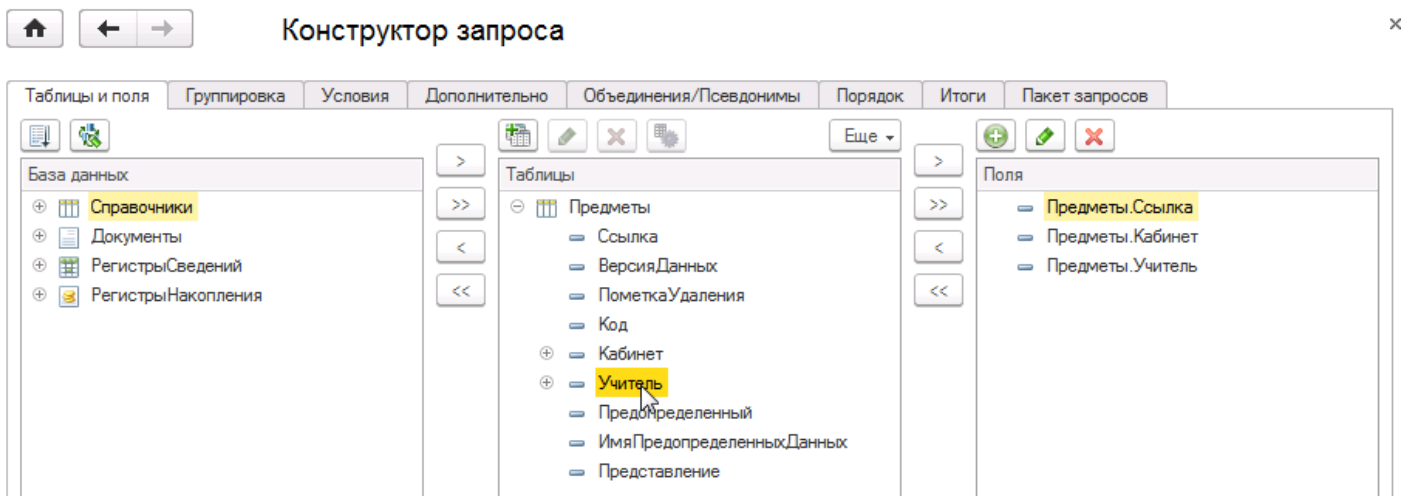 Конструктор запроса
Таблицы и поля Группировка Условия Дополнительно Объединения/Псевдонимы Порядок Итоги Пакет запросов
Еще
База данных
Справочники
Документы
РегистрыСведений
РегистрыНакопления
>
>>
<
<<
Таблицы
Предметы
Ссылка
ВерсияДанных
ПометкаУдаления
Код
Кабинет
Учитель
Предопределенный
ИмяПредопределенныхДанных
Представление
>
>>
<
<<
Поля
Предметы.Ссылка
Предметы.Кабинет
Предметы.Учитель